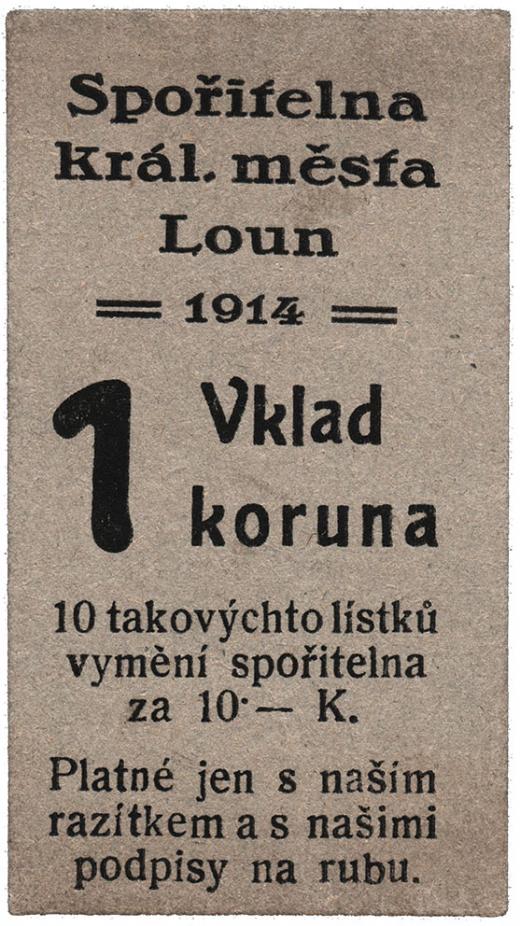 Spořitelna
král. města
Loun
═ 1914 ═
1 Vklad
koruna
10 takovýchto lístků
vymění spořitelna
za 10·— K.
Platné jen s naším
razítkem a s našimi
podpisy na rubu.